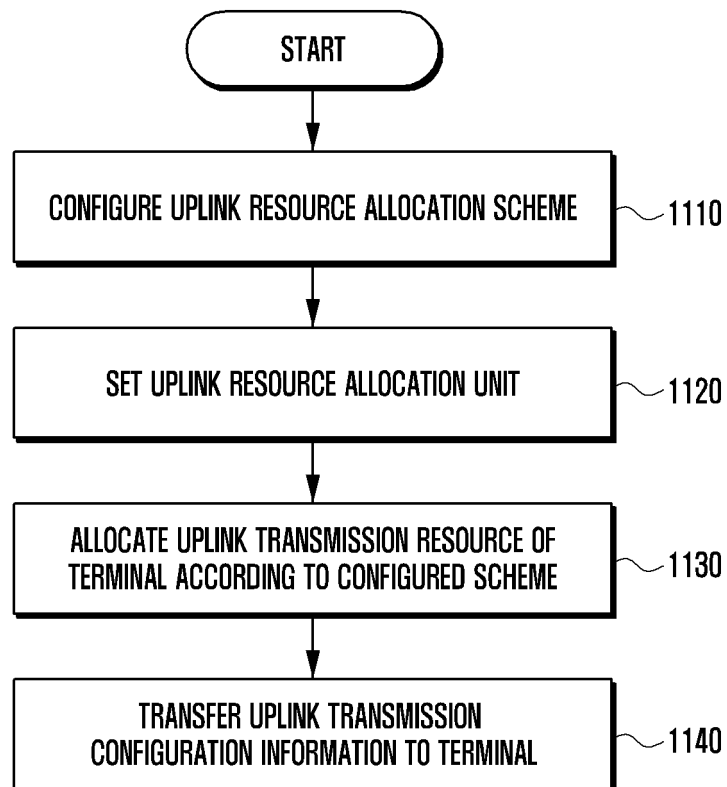 START
CONFIGURE UPLINK RESOURCE ALLOCATION SCHEME
1110
SET UPLINK RESOURCE ALLOCATION UNIT
1120
ALLOCATE UPLINK TRANSMISSION RESOURCE OF
TERMINAL ACCORDING TO CONFIGURED SCHEME
1130
TRANSFER UPLINK TRANSMISSION
CONFIGURATION INFORMATION TO TERMINAL
1140